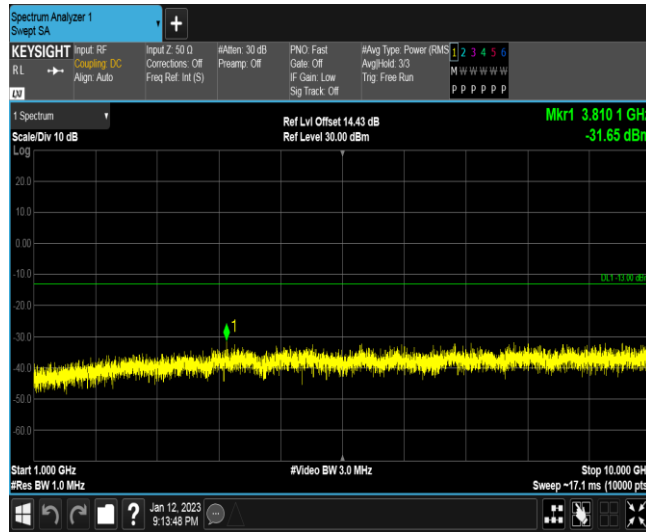 Spectrum Analyzer 1
Swept SA
+
KEYSIGHT
RL
LXI
Input: RF
Coupling: DC
Align: Auto
Input Z: 50 Ω
Corrections: Off
Freq Ref: Int (S)
#Atten: 30 dB
Preamp: Off
PNO: Fast
Gate: Off
IF Gain: Low
Sig Track: Off
#Avg Type: Power (RMS
Avg|Hold: 3/3
Trig: Free Run
1 2 3 4 5 6
M W W W W W
P P P P P P
1 Spectrum
Scale/Div 10 dB
Log
Ref Lvl Offset 14.43 dB
Ref Level 30.00 dBm
Mkr1 3.810 1 GHz
-31.65 dBm
20.0
10.0
0.00
-10.0
DL1 -13.00 dBm
-20.0
-30.0
1
-40.0
-50.0
-60.0
Start 1.000 GHz
#Res BW 1.0 MHz
#Video BW 3.0 MHz
Stop 10.000 GHz
Sweep ~17.1 ms (10000 pts
?
Jan 12, 2023
9:13:48 PM